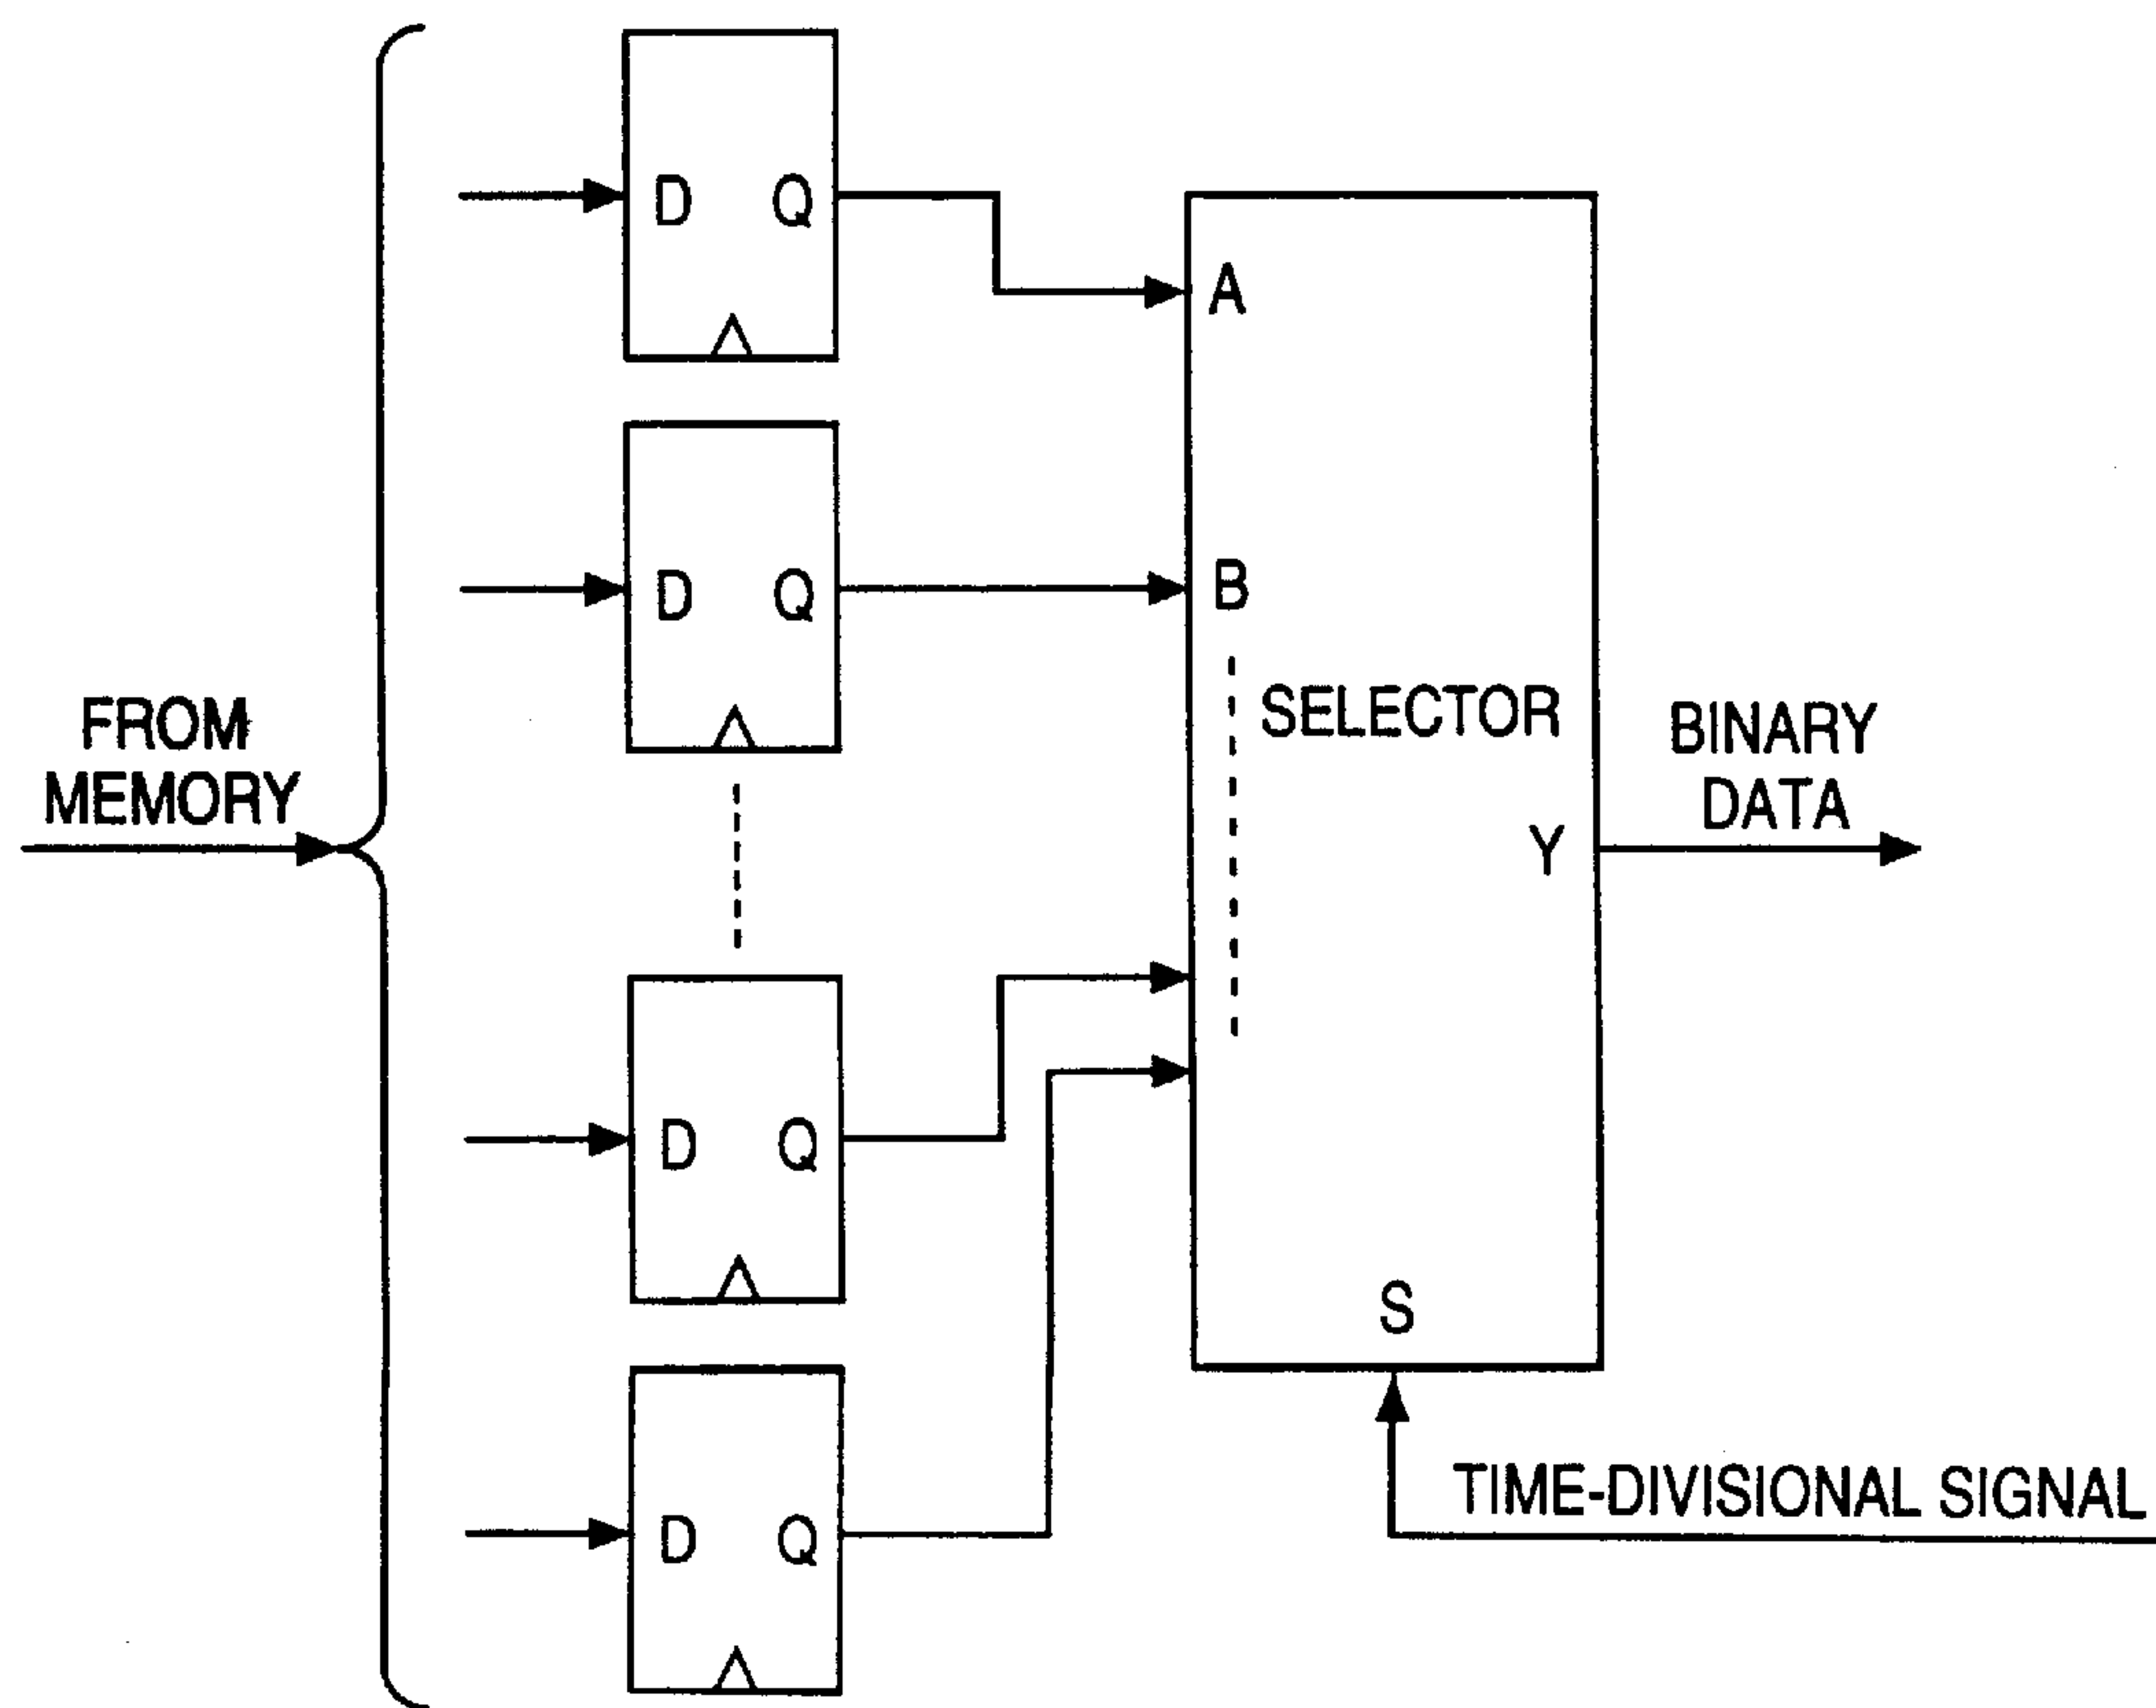 D Q
A
D Q
B
FROM
MEMORY
SELECTOR
BINARY
DATA
Y
D Q
S
TIME-DIVISIONAL SIGNAL
D Q